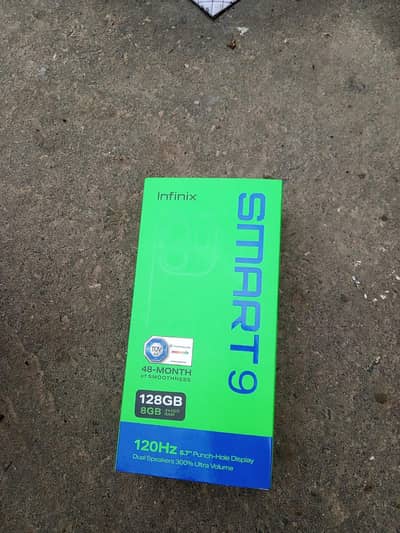 Infinix
SMART 9
TÜV
48-MONTH
OF SMOOTHNESS
128GB
8GB
120Hz 6.7" Punch-Hole Display
Dual Speakers 300% Ultra Volume